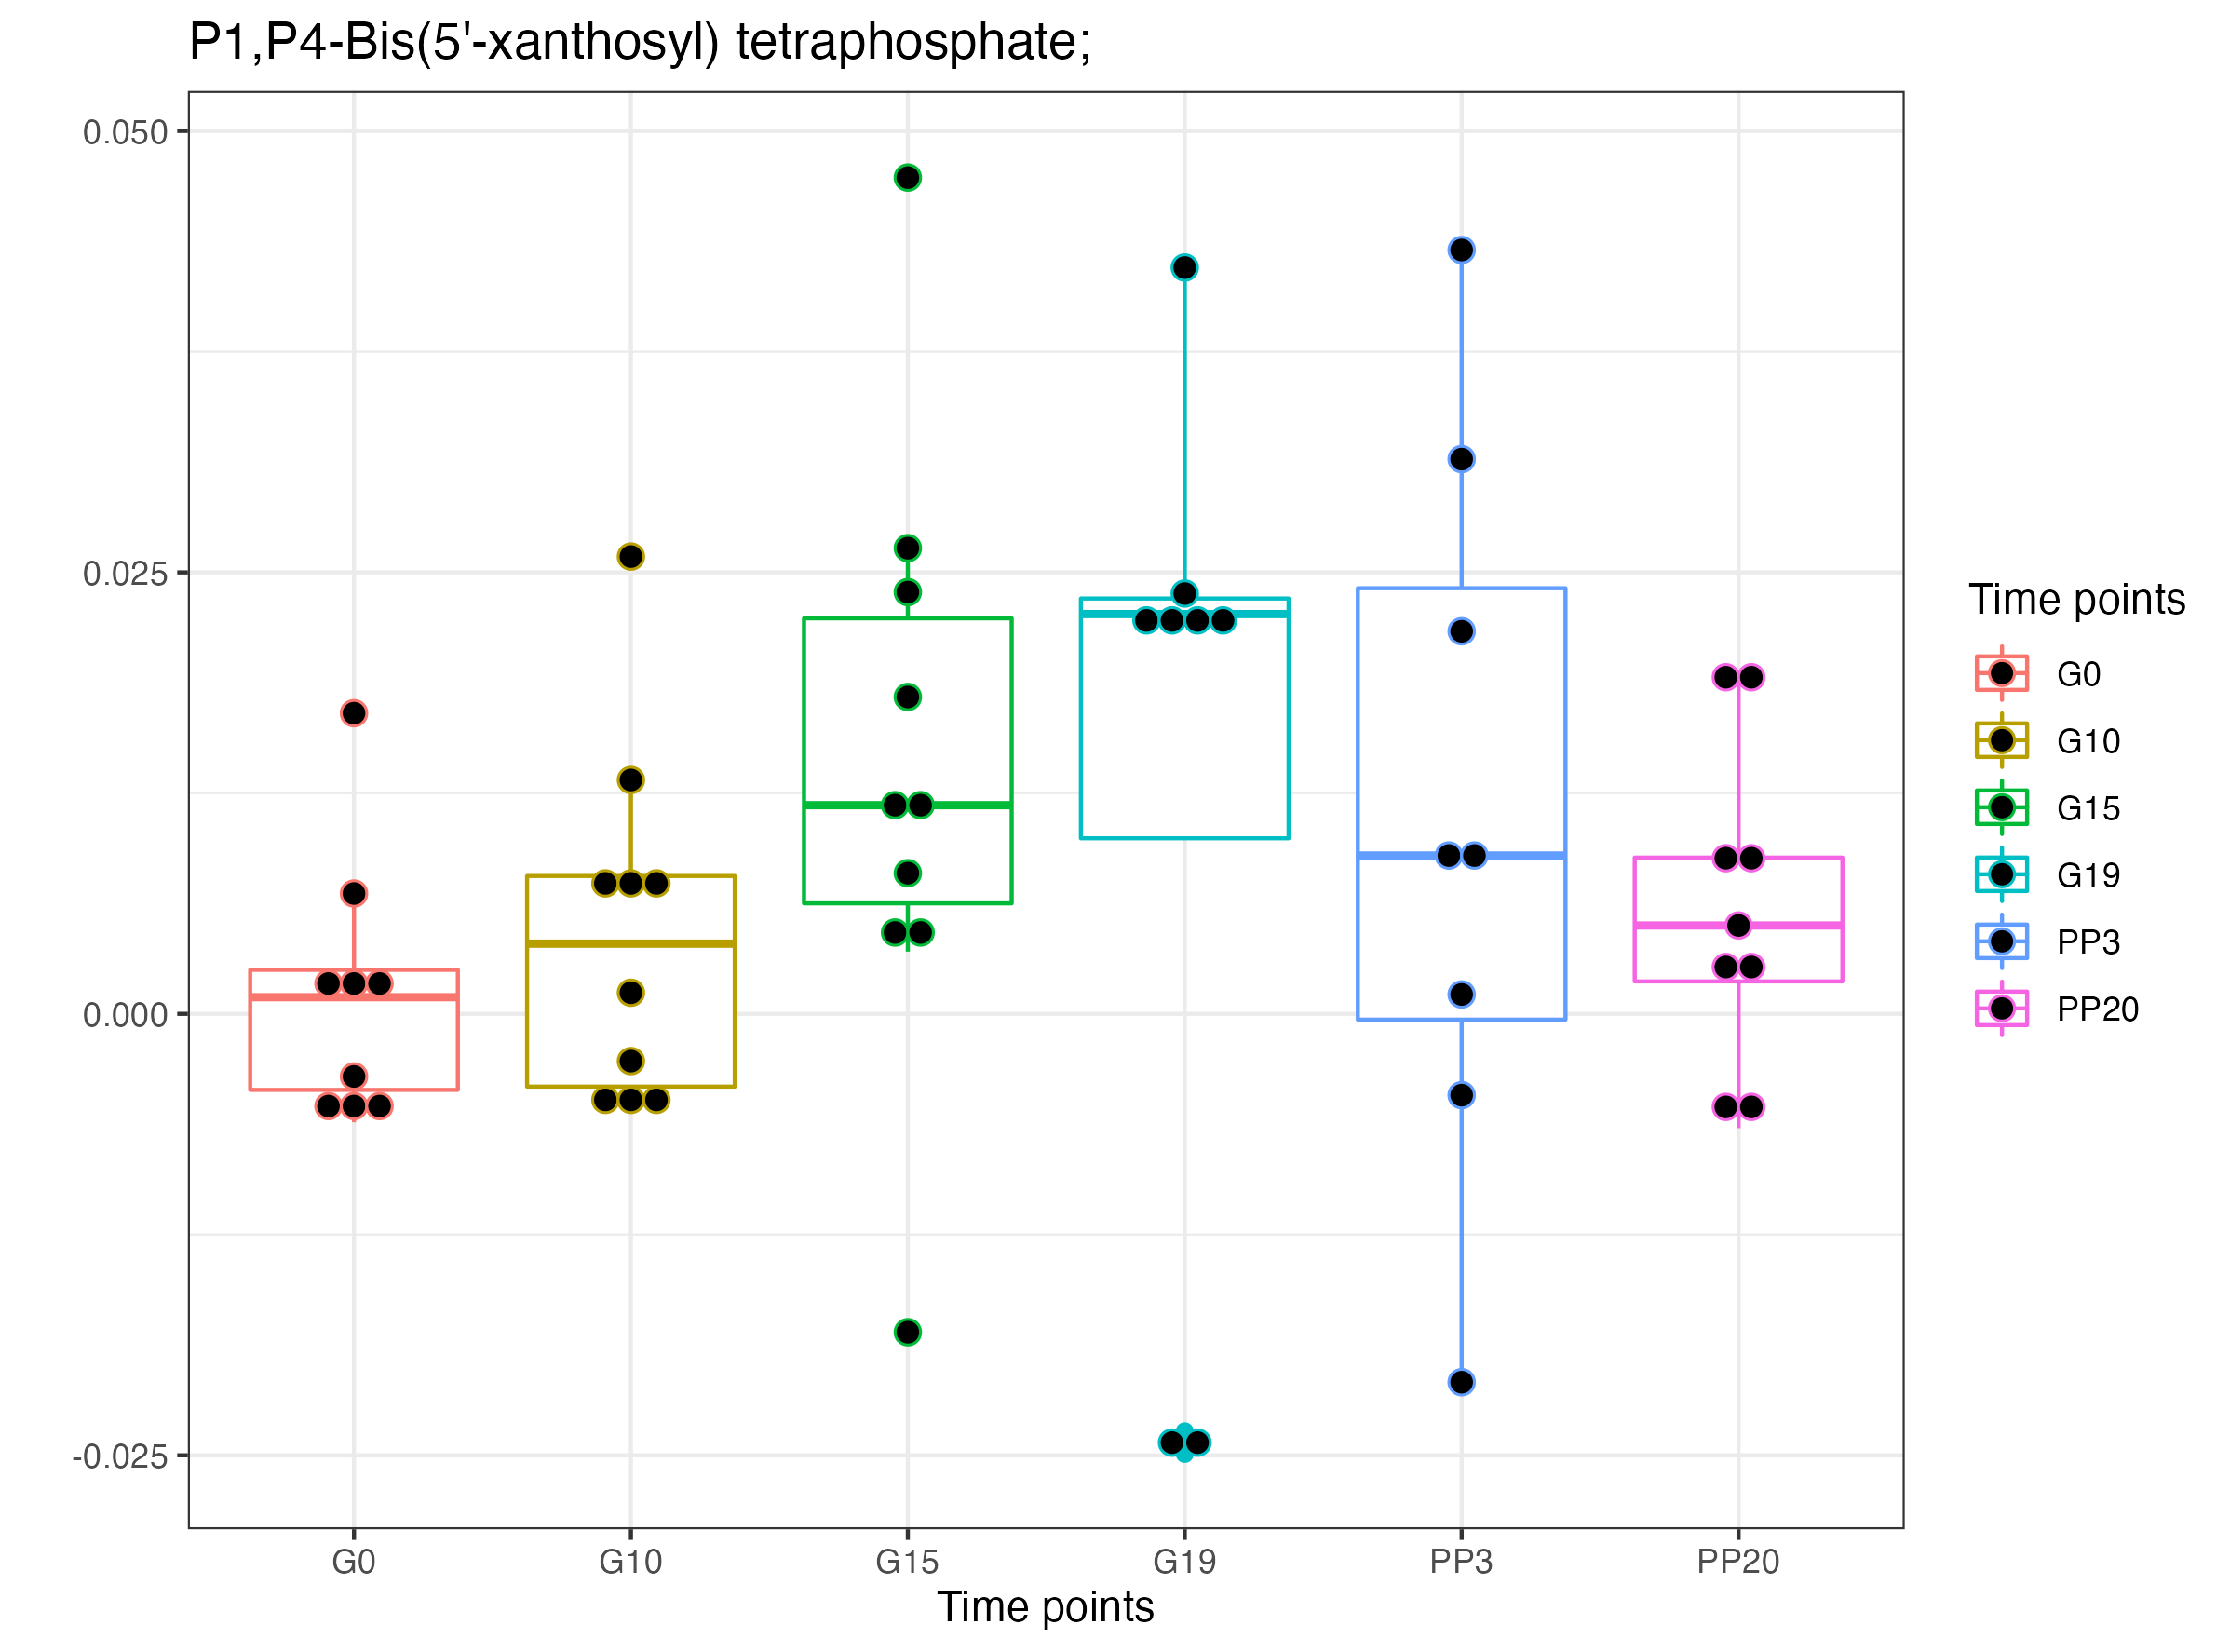 P1,P4-Bis(5'-xanthosyl) tetraphosphate;
0.050
0.025
0.000
-0.025
G0 G10 G15 G19 PP3 PP20
Time points
Time points
G0
G10
G15
G19
PP3
PP20